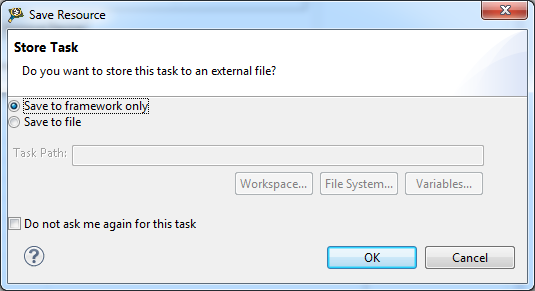 Save Resource
Store Task
Do you want to store this task to an external file?
Save to framework only
Save to file
Task Path:
Workspace... File System... Variables...
Do not ask me again for this task
? OK Cancel